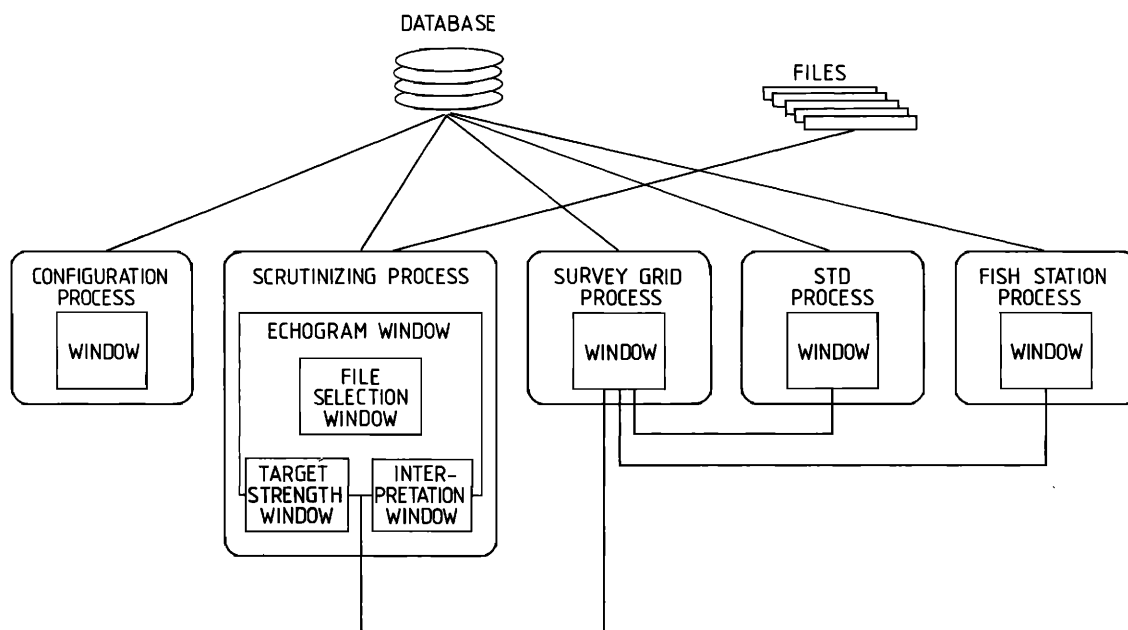 DATABASE
FILES
CONFIGURATION
PROCESS
WINDOW
SCRUTINIZING PROCESS
ECHOGRAM WINDOW
FILE
SELECTION
WINDOW
TARGET
STRENGTH
WINDOW
INTER-
PRETATION
WINDOW
SURVEY GRID
PROCESS
WINDOW
STD
PROCESS
WINDOW
FISH STATION
PROCESS
WINDOW